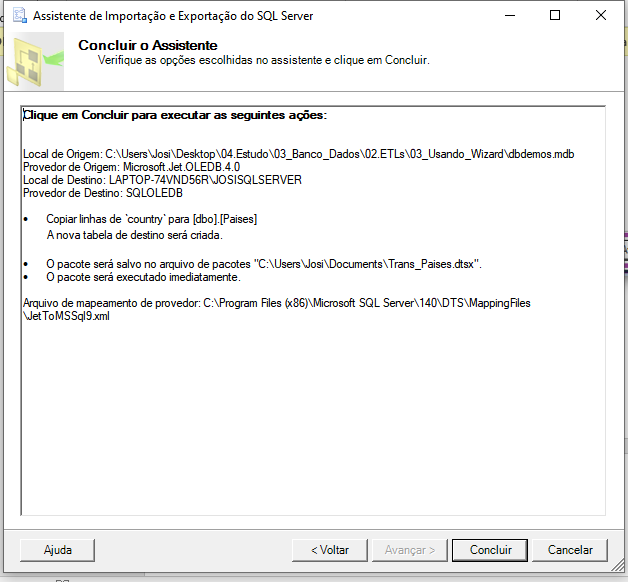 Assistente de Importação e Exportação do SQL Server
Concluir o Assistente
Verifique as opções escolhidas no assistente e clique em Concluir.
Clique em Concluir para executar as seguintes ações:
Local de Origem: C:\Users\Josi\Desktop\04.Estudo\03_Banco_Dados\02.ETLs\03_Usando_Wizard\dbdemos.mdb
Provedor de Origem: Microsoft.Jet.OLEDB.4.0
Local de Destino: LAPTOP-74VND56R\JOSISQLSERVER
Provedor de Destino: SQLOLEDB
• Copiar linhas de `country` para [dbo].[Paises]
A nova tabela de destino será criada.
• O pacote será salvo no arquivo de pacotes "C:\Users\Josi\Documents\Trans_Paises.dtsx".
• O pacote será executado imediatamente.
Arquivo de mapeamento de provedor: C:\Program Files (x86)\Microsoft SQL Server\140\DTS\MappingFiles
\JetToMSSql9.xml
Ajuda
< Voltar
Avançar >
Concluir
Cancelar